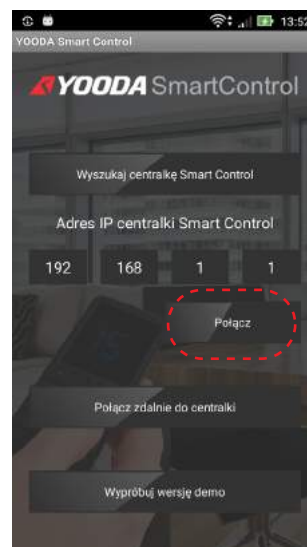 13:52
YOODA Smart Control
YOODA SmartControl
Wyszukaj centralkę Smart Control
Adres IP centralki Smart Control
192 168 1 1
Połącz
Połącz zdalnie do centralki
Wypróbuj wersję demo